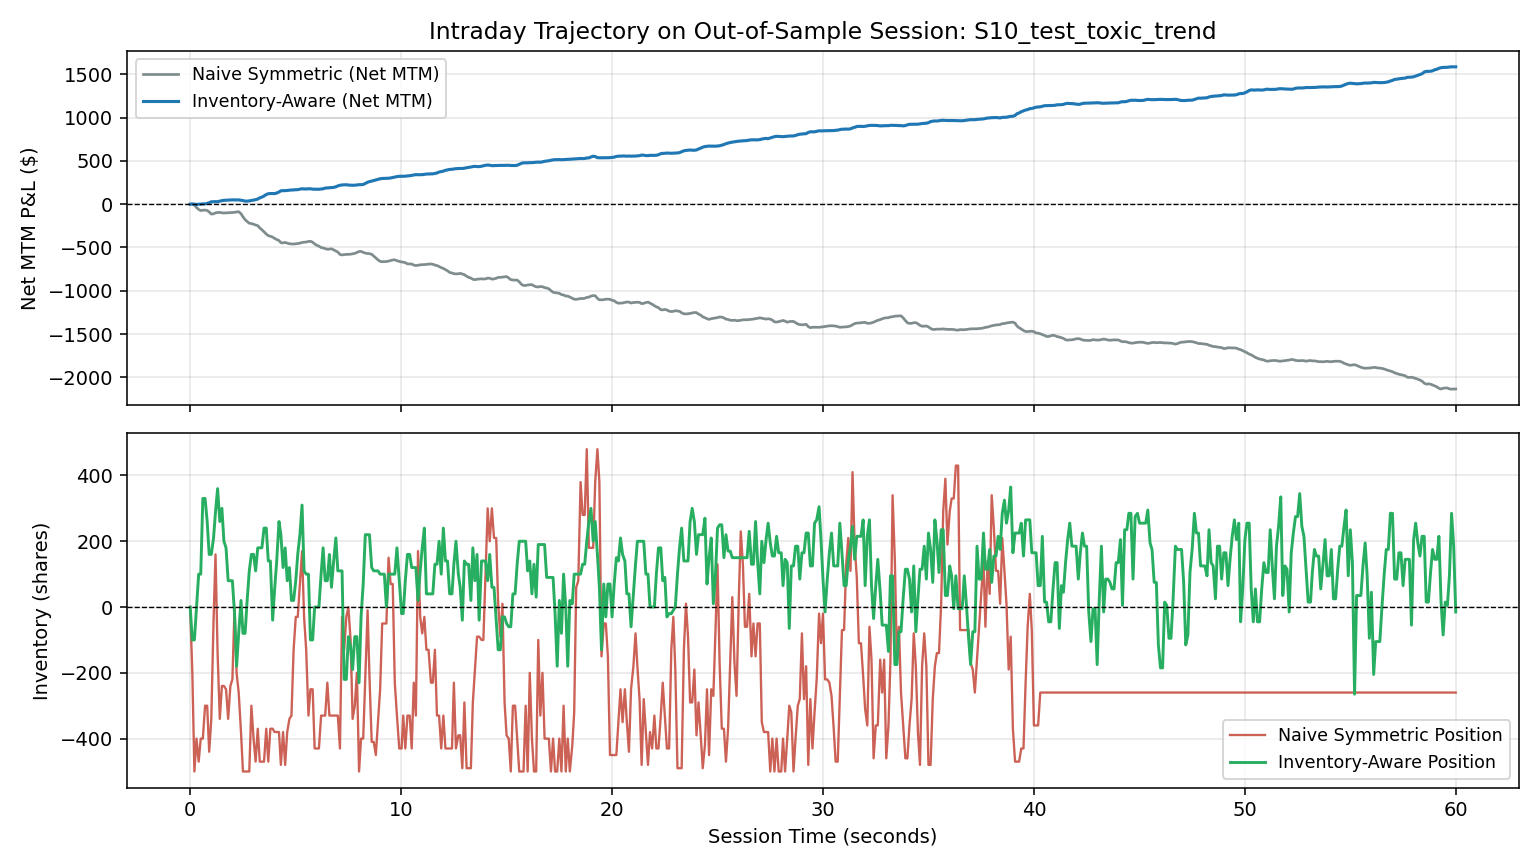 Intraday Trajectory on Out-of-Sample Session: S10_test_toxic_trend
Naive Symmetric (Net MTM)
Inventory-Aware (Net MTM)
Net MTM P&L ($)
1500
1000
500
0
−500
−1000
−1500
−2000
Inventory (shares)
400
200
0
−200
−400
Naive Symmetric Position
Inventory-Aware Position
0 10 20 30 40 50 60
Session Time (seconds)